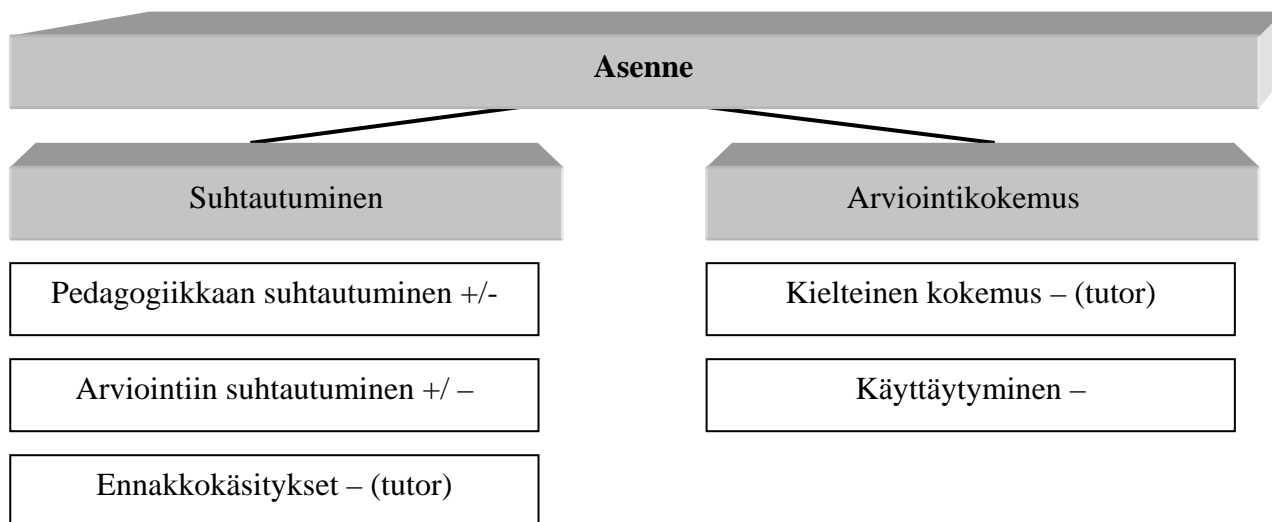 Asenne
Suhtautuminen
Pedagogiikkaan suhtautuminen +/-
Arviointiin suhtautuminen +/ –
Ennakkokäsitykset – (tutor)
Arviointikokemus
Kielteinen kokemus – (tutor)
Käyttäytyminen –